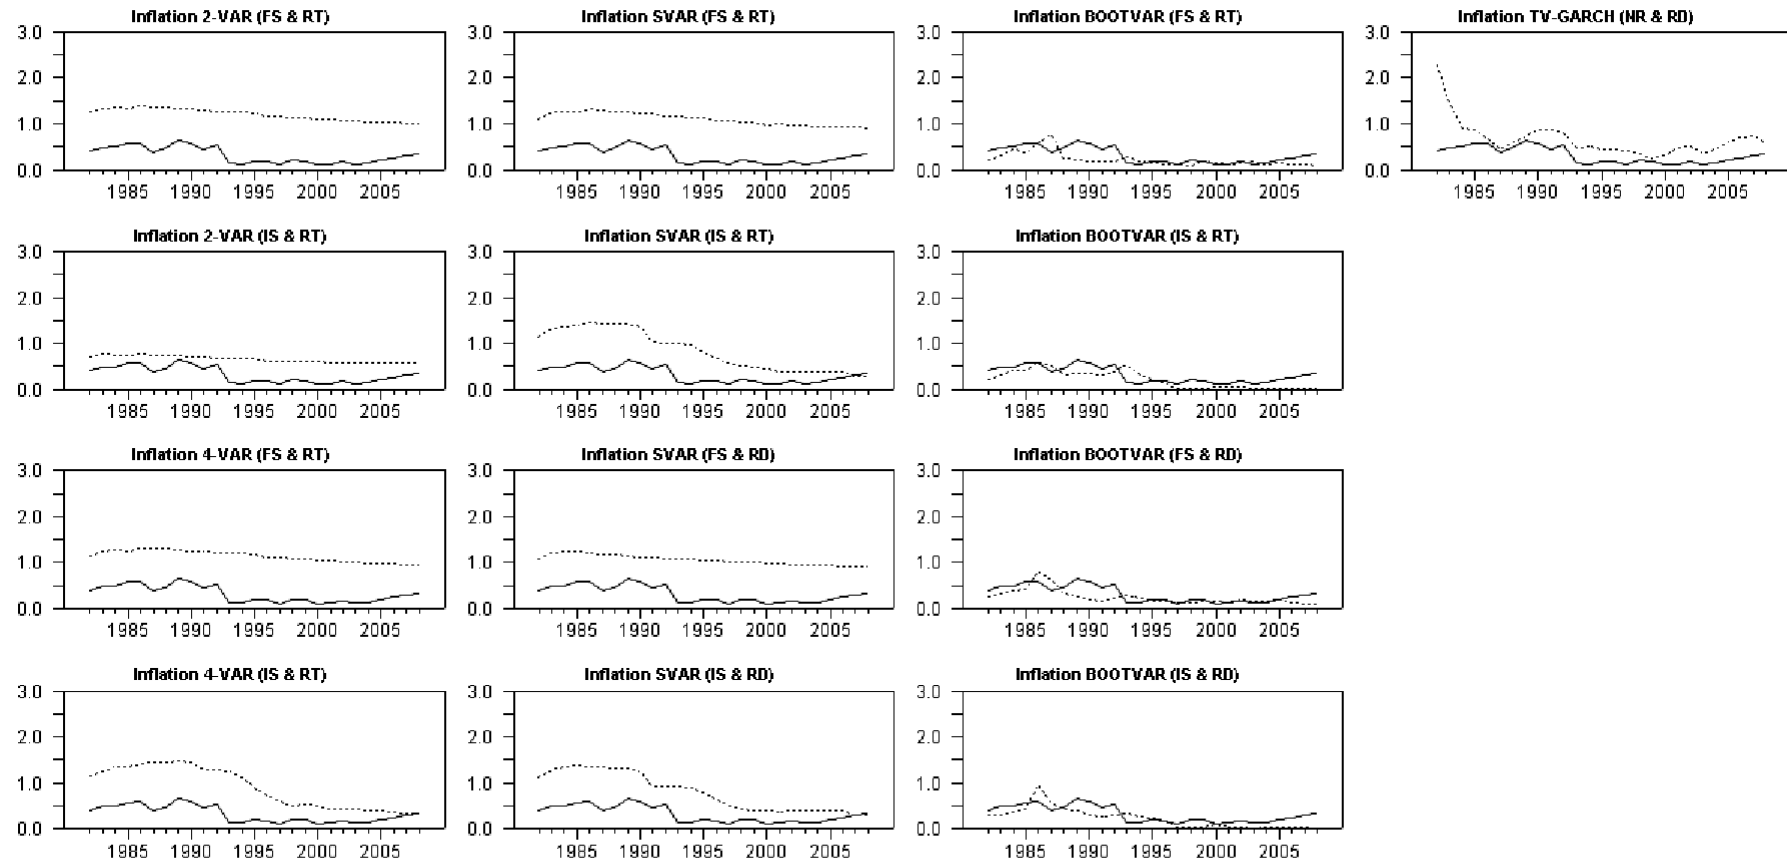 Inflation 2-VAR (FS & RT)
3.0
2.0
1.0
0.0
1985 1990 1995 2000 2005
Inflation SVAR (FS & RT)
3.0
2.0
1.0
0.0
1985 1990 1995 2000 2005
Inflation BOOTVAR (FS & RT)
3.0
2.0
1.0
0.0
1985 1990 1995 2000 2005
Inflation TV-GARCH (NR & RD)
3.0
2.0
1.0
0.0
1985 1990 1995 2000 2005
Inflation 2-VAR (IS & RT)
3.0
2.0
1.0
0.0
1985 1990 1995 2000 2005
Inflation SVAR (IS & RT)
3.0
2.0
1.0
0.0
1985 1990 1995 2000 2005
Inflation BOOTVAR (IS & RT)
3.0
2.0
1.0
0.0
1985 1990 1995 2000 2005
Inflation 4-VAR (FS & RT)
3.0
2.0
1.0
0.0
1985 1990 1995 2000 2005
Inflation SVAR (FS & RD)
3.0
2.0
1.0
0.0
1985 1990 1995 2000 2005
Inflation BOOTVAR (FS & RD)
3.0
2.0
1.0
0.0
1985 1990 1995 2000 2005
Inflation 4-VAR (IS & RT)
3.0
2.0
1.0
0.0
1985 1990 1995 2000 2005
Inflation SVAR (IS & RD)
3.0
2.0
1.0
0.0
1985 1990 1995 2000 2005
Inflation BOOTVAR (IS & RD)
3.0
2.0
1.0
0.0
1985 1990 1995 2000 2005